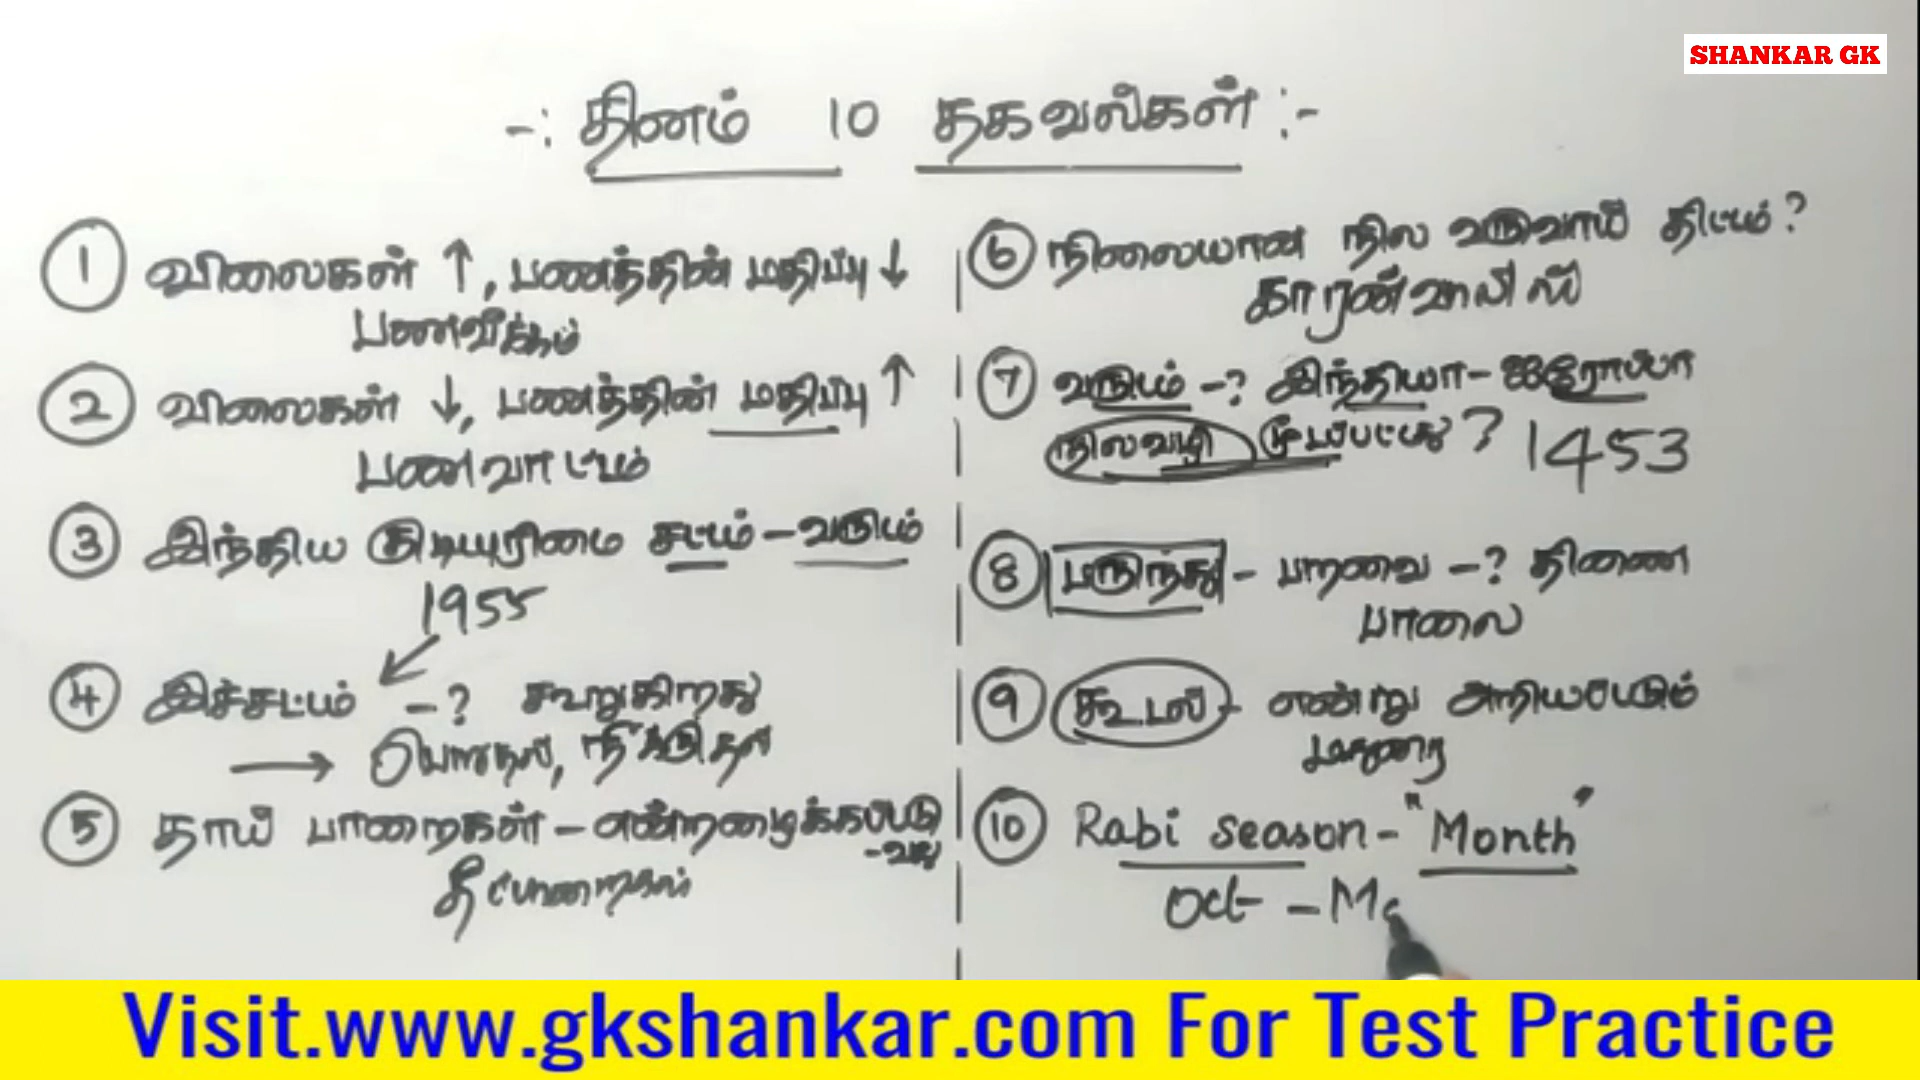 SHANKAR GK
-: தினம் 10 தகவல்கள் :-
1 விலைகள் ↑, பணத்தின் மதிப்பு ↓
பணவீக்கம்
2 விலைகள் ↓, பணத்தின் மதிப்பு ↑
பணவாட்டம்
3 இந்திய குடியுரிமை சட்டம் - வருடம்
1955
4 இச்சட்டம் -? கூறுகிறது
→ பெறுதல், நீக்குதல்
5 தாய் பாறைகள் - என்றழைக்கப்படு
-வது
தீப்பாறைகள்
6 நிலையான நில வருவாய் திட்டம்?
காரன்வாலிஸ்
7 வருடம் -? இந்தியா - ஐரோப்பா
நிலவழி மூடப்பட்டது? 1453
8 பருந்து - பறவை -? திணை
பாலை
9 கூடல் - என்று அறியப்படும்
மதுரை
10 Rabi season - "Month"
Oct - Ma
Visit.www.gkshankar.com For Test Practice